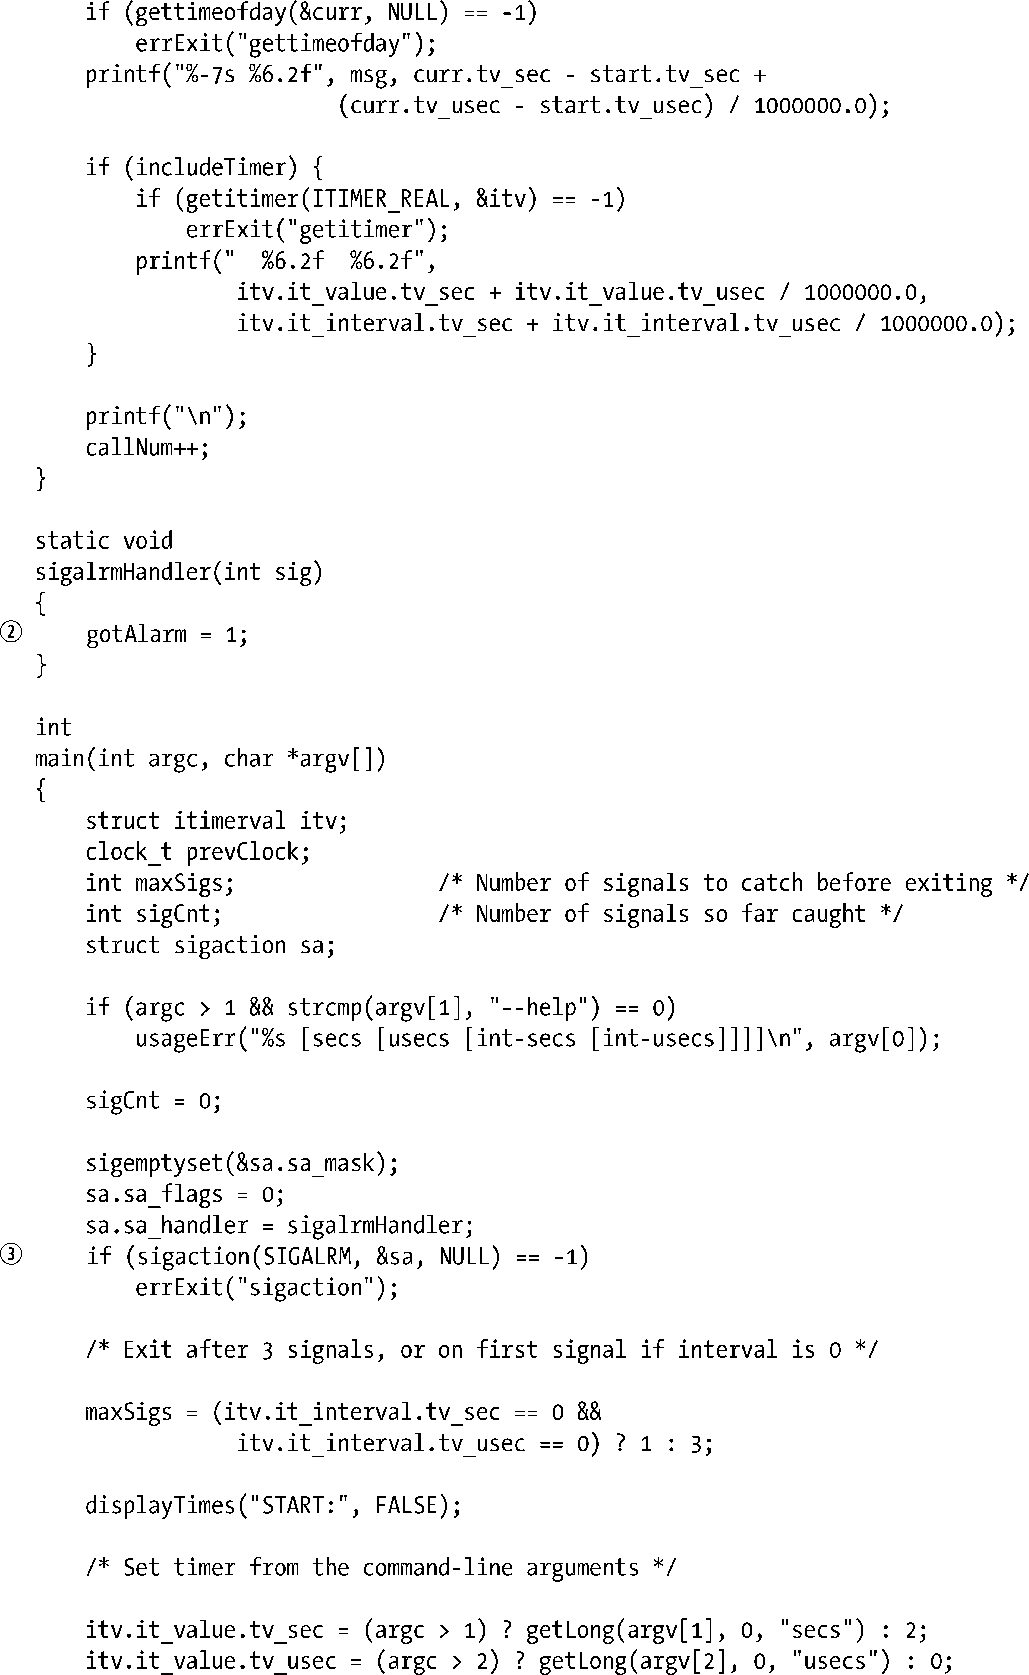 if (gettimeofday(&curr, NULL) == -1)
errExit("gettimeofday");
printf("%-7s %6.2f", msg, curr.tv_sec - start.tv_sec +
(curr.tv_usec - start.tv_usec) / 1000000.0);
if (includeTimer) {
if (getitimer(ITIMER_REAL, &itv) == -1)
errExit("getitimer");
printf("  %6.2f  %6.2f",
itv.it_value.tv_sec + itv.it_value.tv_usec / 1000000.0,
itv.it_interval.tv_sec + itv.it_interval.tv_usec / 1000000.0);
}
printf("\n");
callNum++;
}
static void
sigalrmHandler(int sig)
{
② gotAlarm = 1;
}
int
main(int argc, char *argv[])
{
struct itimerval itv;
clock_t prevClock;
int maxSigs; /* Number of signals to catch before exiting */
int sigCnt; /* Number of signals so far caught */
struct sigaction sa;
if (argc > 1 && strcmp(argv[1], "--help") == 0)
usageErr("%s [secs [usecs [int-secs [int-usecs]]]]\n", argv[0]);
sigCnt = 0;
sigemptyset(&sa.sa_mask);
sa.sa_flags = 0;
sa.sa_handler = sigalrmHandler;
③ if (sigaction(SIGALRM, &sa, NULL) == -1)
errExit("sigaction");
/* Exit after 3 signals, or on first signal if interval is 0 */
maxSigs = (itv.it_interval.tv_sec == 0 &&
itv.it_interval.tv_usec == 0) ? 1 : 3;
displayTimes("START:", FALSE);
/* Set timer from the command-line arguments */
itv.it_value.tv_sec = (argc > 1) ? getLong(argv[1], 0, "secs") : 2;
itv.it_value.tv_usec = (argc > 2) ? getLong(argv[2], 0, "usecs") : 0;